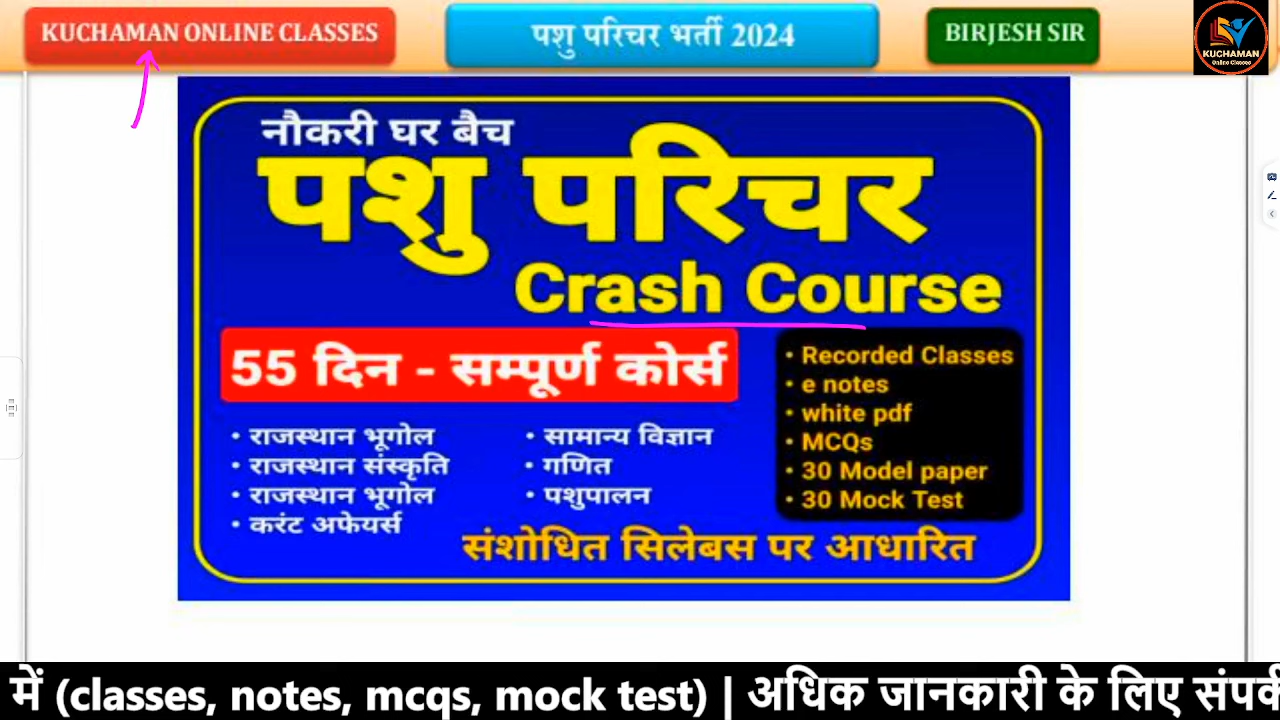 KUCHAMAN ONLINE CLASSES
पशु परिचर भर्ती 2024
BIRJESH SIR
KUCHAMAN
Online Classes
नौकरी घर बैच
पशु परिचर
Crash Course
55 दिन - सम्पूर्ण कोर्स
• राजस्थान भूगोल
• राजस्थान संस्कृति
• राजस्थान भूगोल
• करंट अफेयर्स
• सामान्य विज्ञान
• गणित
• पशुपालन
• Recorded Classes
• e notes
• white pdf
• MCQs
• 30 Model paper
• 30 Mock Test
संशोधित सिलेबस पर आधारित
में (classes, notes, mcqs, mock test) | अधिक जानकारी के लिए संपर्क